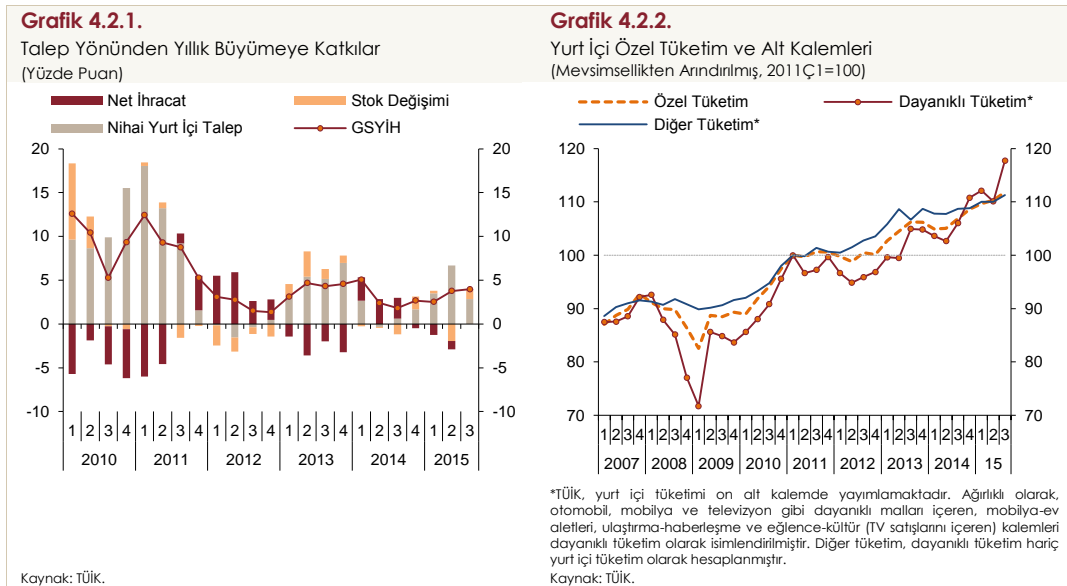 Grafik 4.2.1.
Talep Yönünden Yıllık Büyümeye Katkılar
(Yüzde Puan)
Net İhracat
Stok Değişimi
Nihai Yurt İçi Talep
GSYİH
20 20
15 15
10 10
5 5
0 0
-5 -5
-10 -10
1 2 3 4 1 2 3 4 1 2 3 4 1 2 3 4 1 2 3 4 1 2 3
2010 2011 2012 2013 2014 2015
Kaynak: TÜİK.
Grafik 4.2.2.
Yurt İçi Özel Tüketim ve Alt Kalemleri
(Mevsimsellikten Arındırılmış, 2011Ç1=100)
Özel Tüketim
Dayanıklı Tüketim*
Diğer Tüketim*
120 120
110 110
100 100
90 90
80 80
70 70
1 2 3 4 1 2 3 4 1 2 3 4 1 2 3 4 1 2 3 4 1 2 3 4 1 2 3 4 1 2 3 4 1 2 3
2007 2008 2009 2010 2011 2012 2013 2014 15
*TÜİK, yurt içi tüketimi on alt kalemde yayımlamaktadır. Ağırlıklı olarak,
otomobil, mobilya ve televizyon gibi dayanıklı malları içeren, mobilya-ev
aletleri, ulaştırma-haberleşme ve eğlence-kültür (TV satışlarını içeren) kalemleri
dayanıklı tüketim olarak isimlendirilmiştir. Diğer tüketim, dayanıklı tüketim hariç
yurt içi tüketim olarak hesaplanmıştır.
Kaynak: TÜİK.